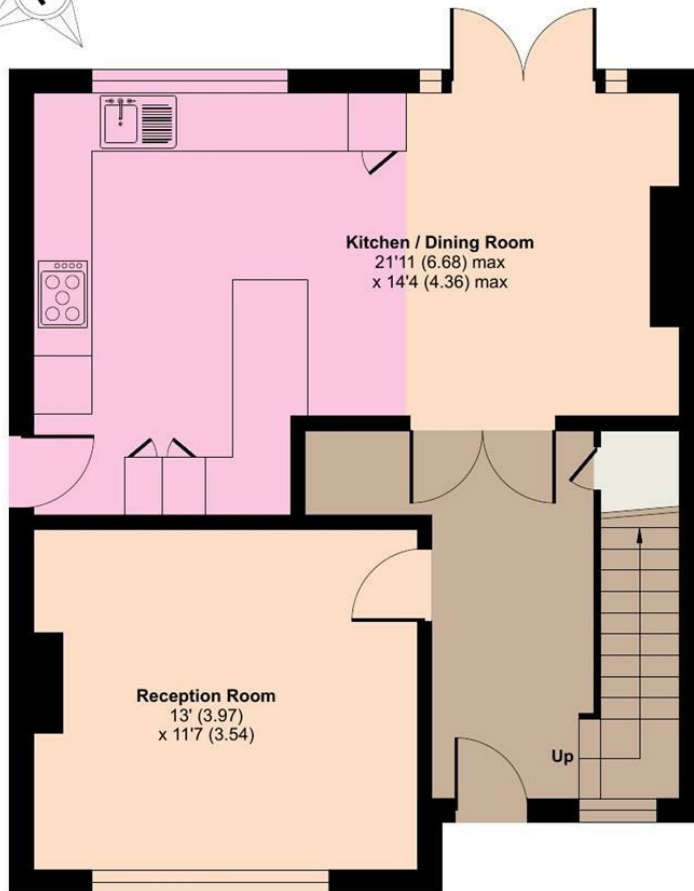 Kitchen / Dining Room
21'11 (6.68) max
x 14'4 (4.36) max
Reception Room
13' (3.97)
x 11'7 (3.54)
Up